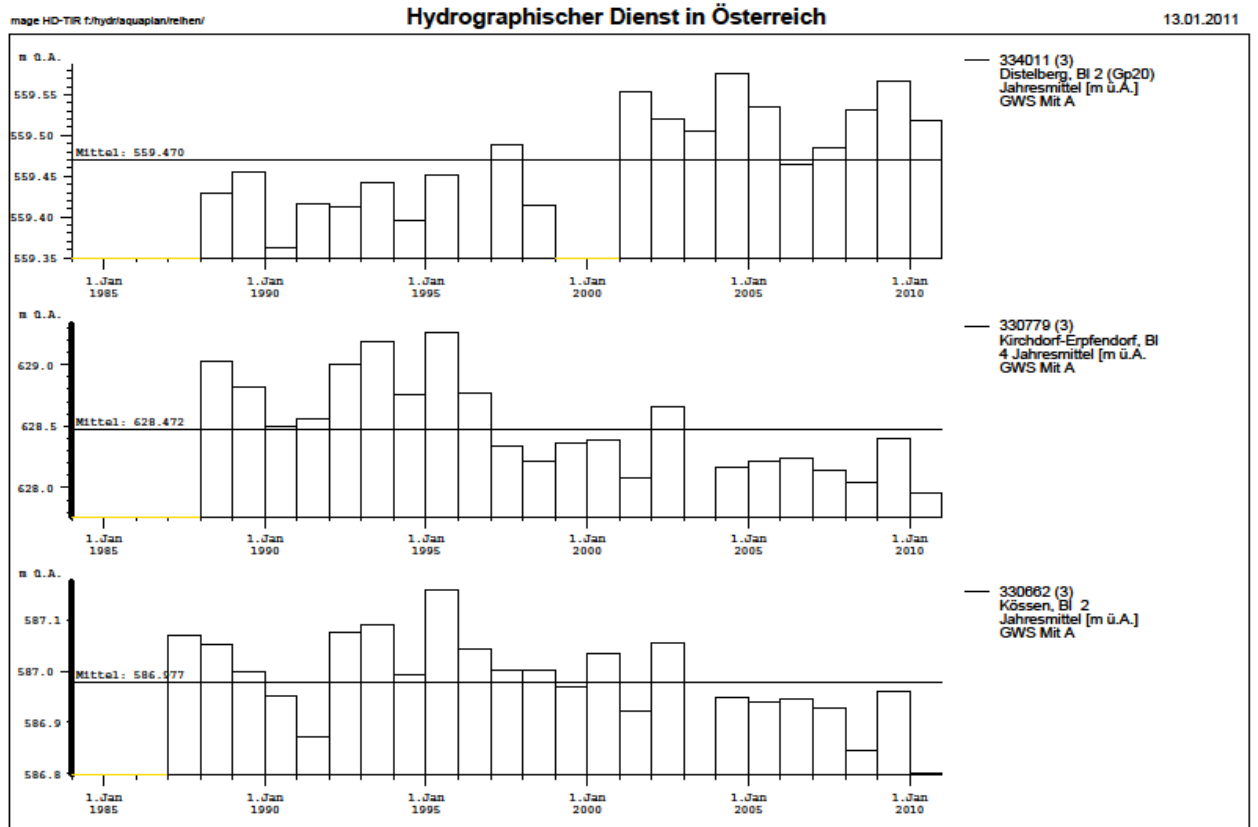 mage HD-TIR f:/hydr/aquaplan/reihen/
Hydrographischer Dienst in Österreich
13.01.2011
m ü.A.
559.55
559.50
559.45
559.40
559.35
Mittel: 559.470
1.Jan 1.Jan 1.Jan 1.Jan 1.Jan 1.Jan
1985 1990 1995 2000 2005 2010
334011 (3)
Distelberg, Bl 2 (Gp20)
Jahresmittel [m ü.A.]
GWS Mit A
m ü.A.
629.0
628.5
628.0
Mittel: 628.472
1.Jan 1.Jan 1.Jan 1.Jan 1.Jan 1.Jan
1985 1990 1995 2000 2005 2010
330779 (3)
Kirchdorf-Erpfendorf, Bl
4 Jahresmittel [m ü.A.
GWS Mit A
m ü.A.
587.1
587.0
586.9
586.8
Mittel: 586.977
1.Jan 1.Jan 1.Jan 1.Jan 1.Jan 1.Jan
1985 1990 1995 2000 2005 2010
330662 (3)
Kössen, Bl 2
Jahresmittel [m ü.A.]
GWS Mit A